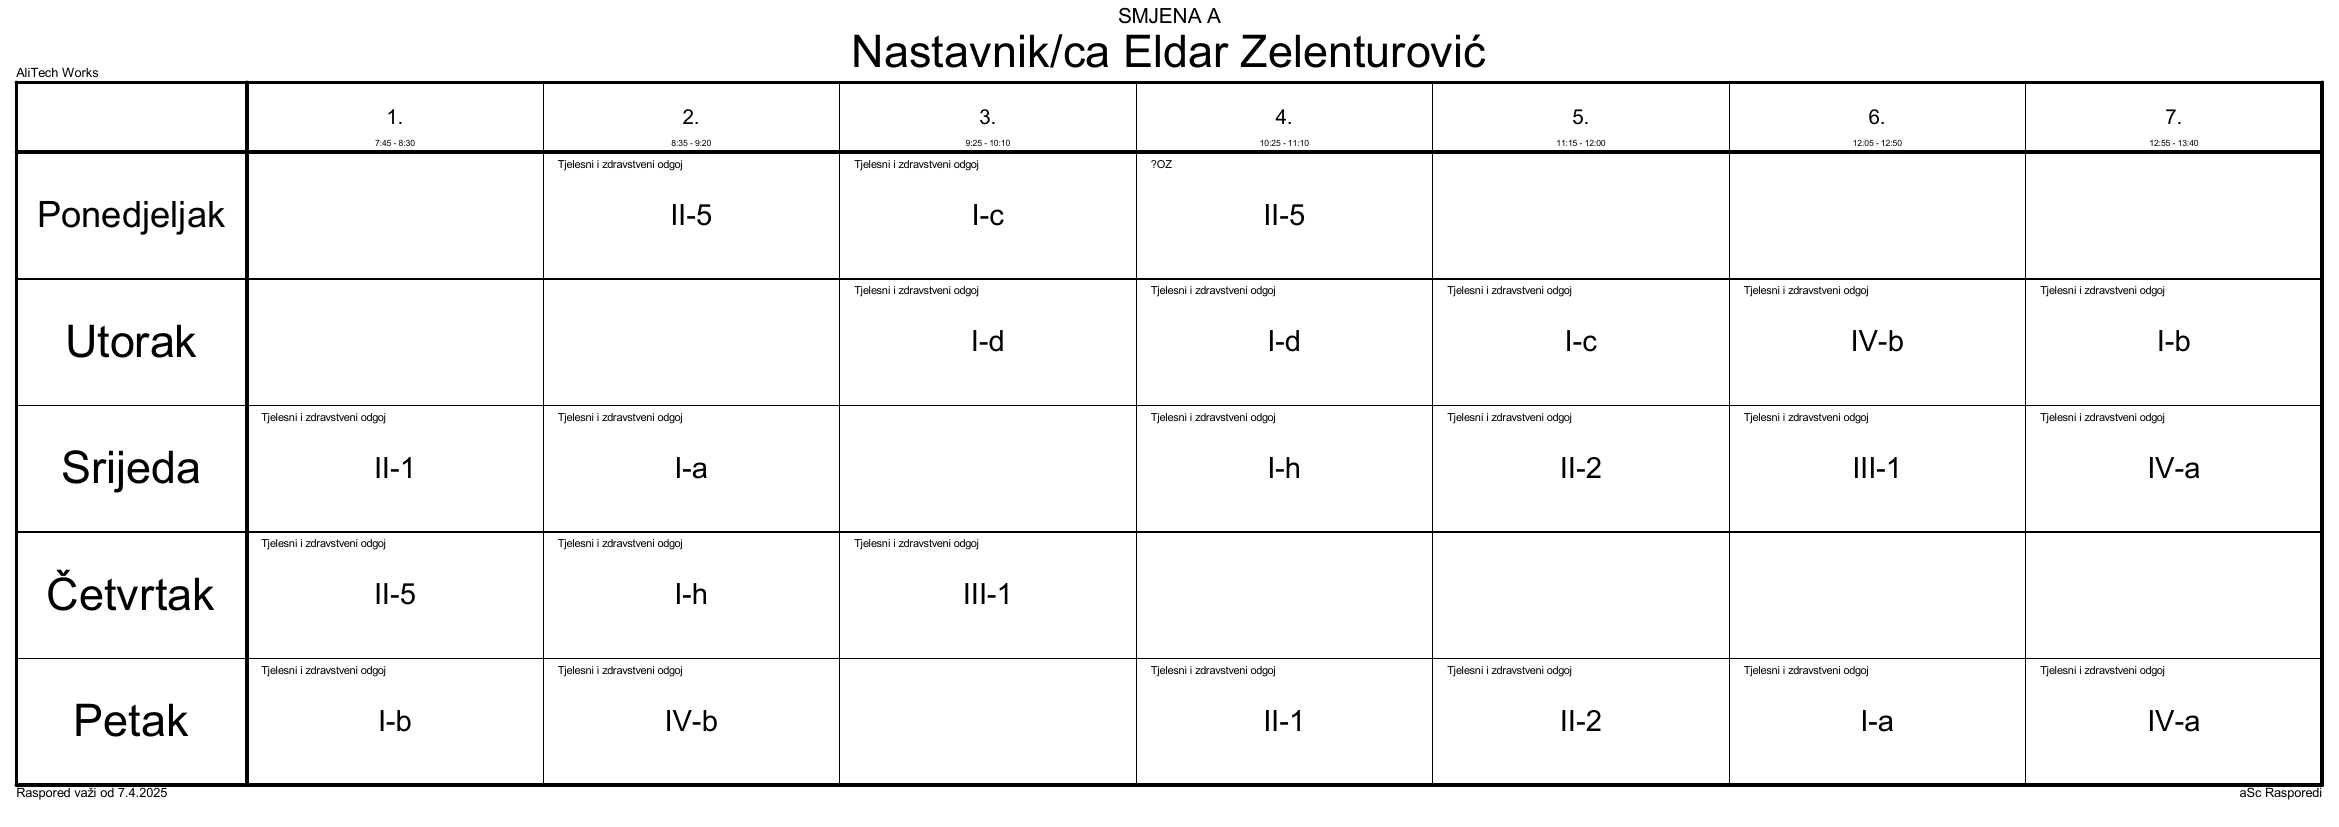 SMJENA A
Nastavnik/ca Eldar Zelenturović
AliTech Works
1. 2. 3. 4. 5. 6. 7.
7:45 - 8:30 8:35 - 9:20 9:25 - 10:10 10:25 - 11:10 11:15 - 12:00 12:05 - 12:50 12:55 - 13:40
Tjelesni i zdravstveni odgoj Tjelesni i zdravstveni odgoj ?OZ
Ponedjeljak II-5 I-c II-5
Tjelesni i zdravstveni odgoj Tjelesni i zdravstveni odgoj Tjelesni i zdravstveni odgoj Tjelesni i zdravstveni odgoj Tjelesni i zdravstveni odgoj
Utorak I-d I-d I-c IV-b I-b
Tjelesni i zdravstveni odgoj Tjelesni i zdravstveni odgoj Tjelesni i zdravstveni odgoj Tjelesni i zdravstveni odgoj Tjelesni i zdravstveni odgoj Tjelesni i zdravstveni odgoj
Srijeda II-1 I-a I-h II-2 III-1 IV-a
Tjelesni i zdravstveni odgoj Tjelesni i zdravstveni odgoj Tjelesni i zdravstveni odgoj
Četvrtak II-5 I-h III-1
Tjelesni i zdravstveni odgoj Tjelesni i zdravstveni odgoj Tjelesni i zdravstveni odgoj Tjelesni i zdravstveni odgoj Tjelesni i zdravstveni odgoj Tjelesni i zdravstveni odgoj
Petak I-b IV-b II-1 II-2 I-a IV-a
Raspored važi od 7.4.2025 aSc Rasporedi